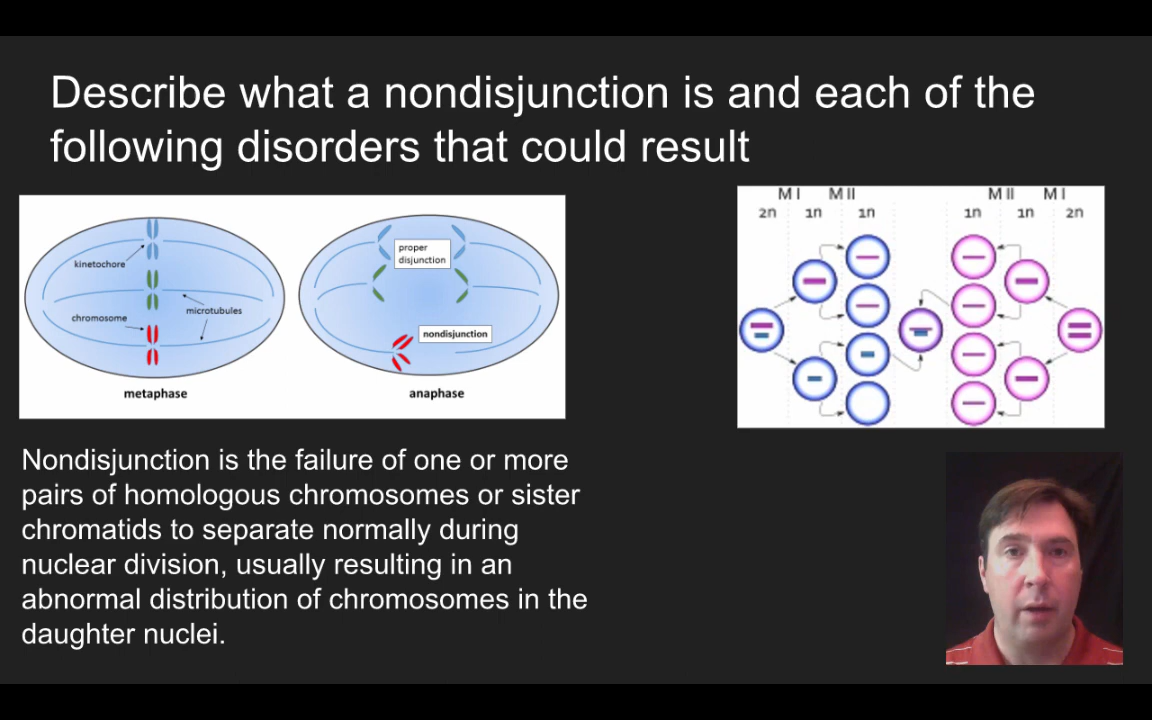 Describe what a nondisjunction is and each of the
following disorders that could result
kinetochore
chromosome
microtubules
metaphase
proper
disjunction
nondisjunction
anaphase
M I M II M II M I
2n 1n 1n 1n 1n 2n
Nondisjunction is the failure of one or more
pairs of homologous chromosomes or sister
chromatids to separate normally during
nuclear division, usually resulting in an
abnormal distribution of chromosomes in the
daughter nuclei.